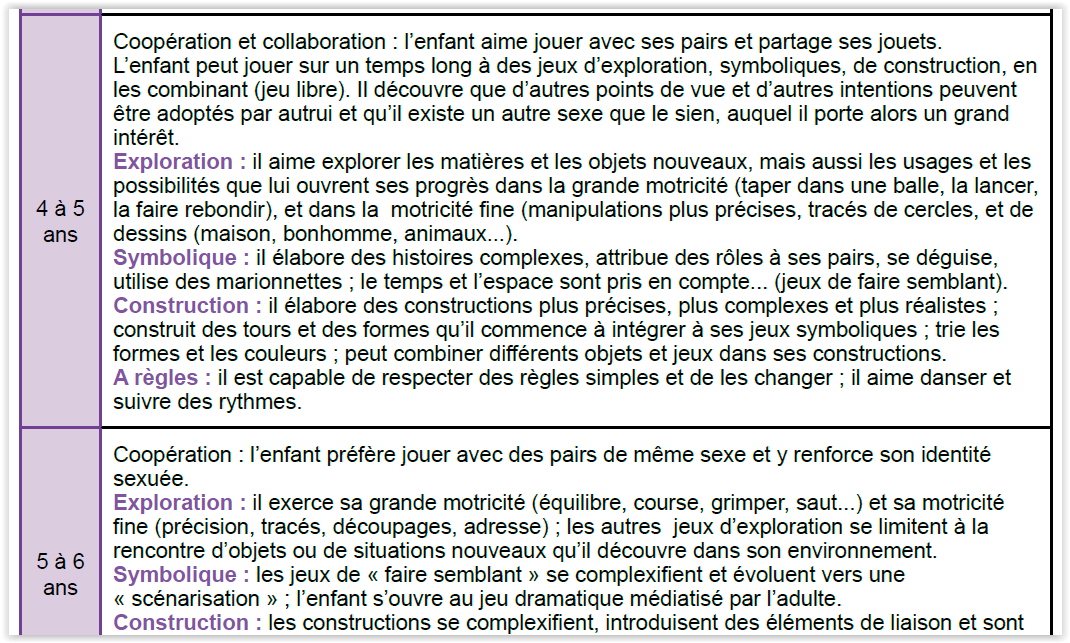 Coopération et collaboration : l’enfant aime jouer avec ses pairs et partage ses jouets.
L’enfant peut jouer sur un temps long à des jeux d’exploration, symboliques, de construction, en
les combinant (jeu libre). Il découvre que d’autres points de vue et d’autres intentions peuvent
être adoptés par autrui et qu’il existe un autre sexe que le sien, auquel il porte alors un grand
intérêt.
Exploration : il aime explorer les matières et les objets nouveaux, mais aussi les usages et les
possibilités que lui ouvrent ses progrès dans la grande motricité (taper dans une balle, la lancer,
la faire rebondir), et dans la  motricité fine (manipulations plus précises, tracés de cercles, et de
dessins (maison, bonhomme, animaux...).
Symbolique : il élabore des histoires complexes, attribue des rôles à ses pairs, se déguise,
utilise des marionnettes ; le temps et l’espace sont pris en compte... (jeux de faire semblant).
Construction : il élabore des constructions plus précises, plus complexes et plus réalistes ;
construit des tours et des formes qu’il commence à intégrer à ses jeux symboliques ; trie les
formes et les couleurs ; peut combiner différents objets et jeux dans ses constructions.
A règles : il est capable de respecter des règles simples et de les changer ; il aime danser et
suivre des rythmes.
4 à 5
ans
Coopération : l’enfant préfère jouer avec des pairs de même sexe et y renforce son identité
sexuée.
Exploration : il exerce sa grande motricité (équilibre, course, grimper, saut...) et sa motricité
fine (précision, tracés, découpages, adresse) ; les autres  jeux d’exploration se limitent à la
rencontre d’objets ou de situations nouveaux qu’il découvre dans son environnement.
Symbolique : les jeux de « faire semblant » se complexifient et évoluent vers une
« scénarisation » ; l’enfant s’ouvre au jeu dramatique médiatisé par l’adulte.
Construction : les constructions se complexifient, introduisent des éléments de liaison et sont
5 à 6
ans